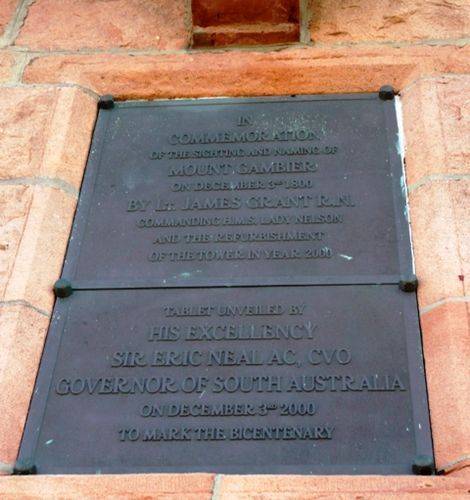 IN
COMMEMORATION
OF THE SIGHTING AND NAMING OF
MOUNT GAMBIER
ON DECEMBER 3RD 1800
BY LT. JAMES GRANT R.N.
COMMANDING H.M.S. LADY NELSON
AND THE REFURBISHMENT
OF THE TOWER IN YEAR 2000
TABLET UNVEILED BY
HIS EXCELLENCY
SIR ERIC NEAL AC, CVO
GOVERNOR OF SOUTH AUSTRALIA
ON DECEMBER 3RD 2000
TO MARK THE BICENTENARY